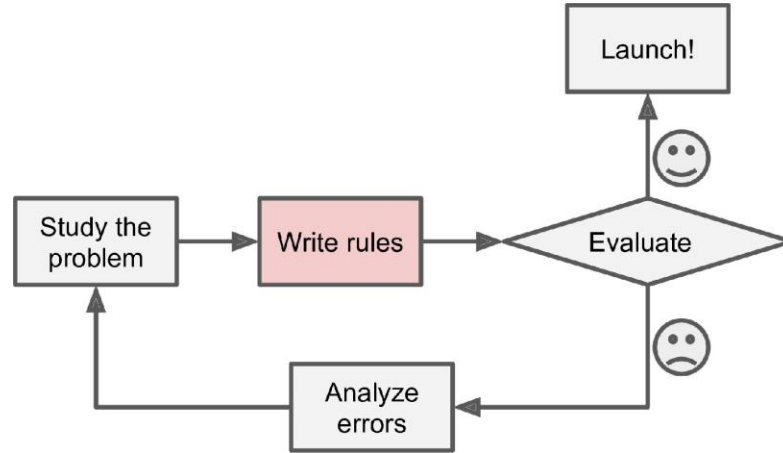 Launch!
Study the
problem
Write rules
Evaluate
Analyze
errors